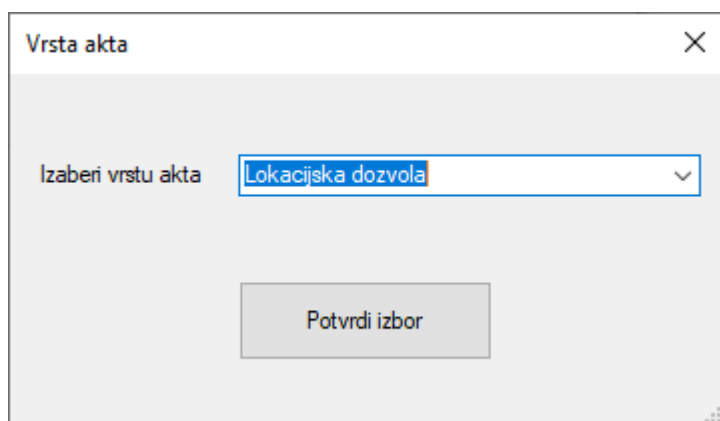 Vrsta akta
Izaberi vrstu akta Lokacijska dozvola
Potvrdi izbor